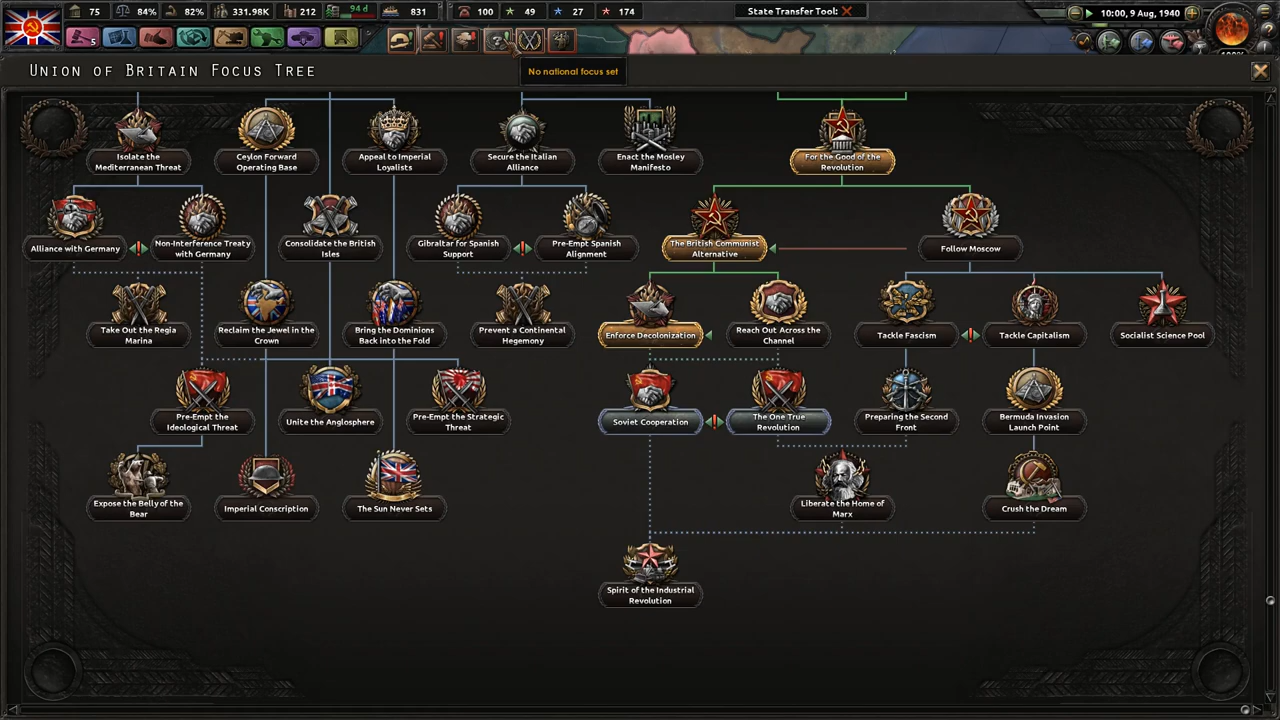 75
84%
82%
331.98K
212
94 d
831
100
49
27
174
State Transfer Tool:
10:00, 9 Aug, 1940
5
Union of Britain Focus Tree
No national focus set
Isolate the
Mediterranean Threat
Ceylon Forward
Operating Base
Appeal to Imperial
Loyalists
Secure the Italian
Alliance
Enact the Mosley
Manifesto
For the Good of the
Revolution
Alliance with Germany
Non-Interference Treaty
with Germany
Consolidate the British
Isles
Gibraltar for Spanish
Support
Pre-Empt Spanish
Alignment
The British Communist
Alternative
Follow Moscow
Take Out the Regia
Marina
Reclaim the Jewel in the
Crown
Bring the Dominions
Back into the Fold
Prevent a Continental
Hegemony
Enforce Decolonization
Reach Out Across the
Channel
Tackle Fascism
Tackle Capitalism
Socialist Science Pool
Pre-Empt the
Ideological Threat
Unite the Anglosphere
Pre-Empt the Strategic
Threat
Soviet Cooperation
The One True
Revolution
Preparing the Second
Front
Bermuda Invasion
Launch Point
Expose the Belly of the
Bear
Imperial Conscription
The Sun Never Sets
Liberate the Home of
Marx
Crush the Dream
Spirit of the Industrial
Revolution